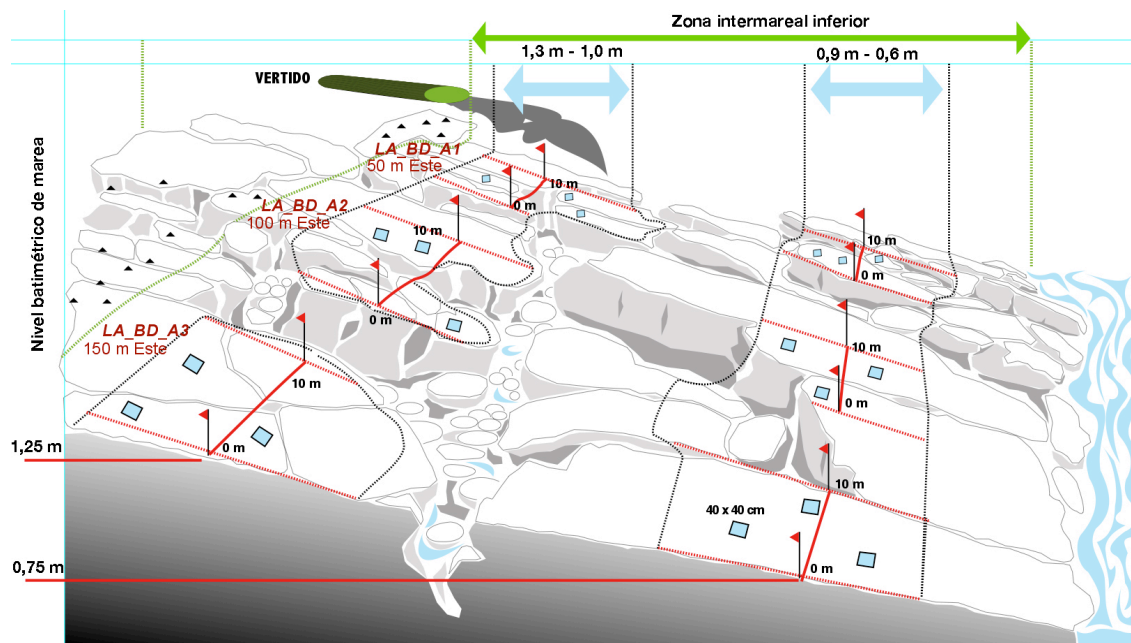 Zona intermareal inferior
1,3 m - 1,0 m
0,9 m - 0,6 m
VERTIDO
Nivel batimétrico de marea
LA_BD_A1
50 m Este
10 m
0 m
LA_BD_A2
100 m Este
10 m
0 m
10 m
0 m
LA_BD_A3
150 m Este
10 m
0 m
10 m
0 m
1,25 m
10 m
40 x 40 cm
0 m
0,75 m